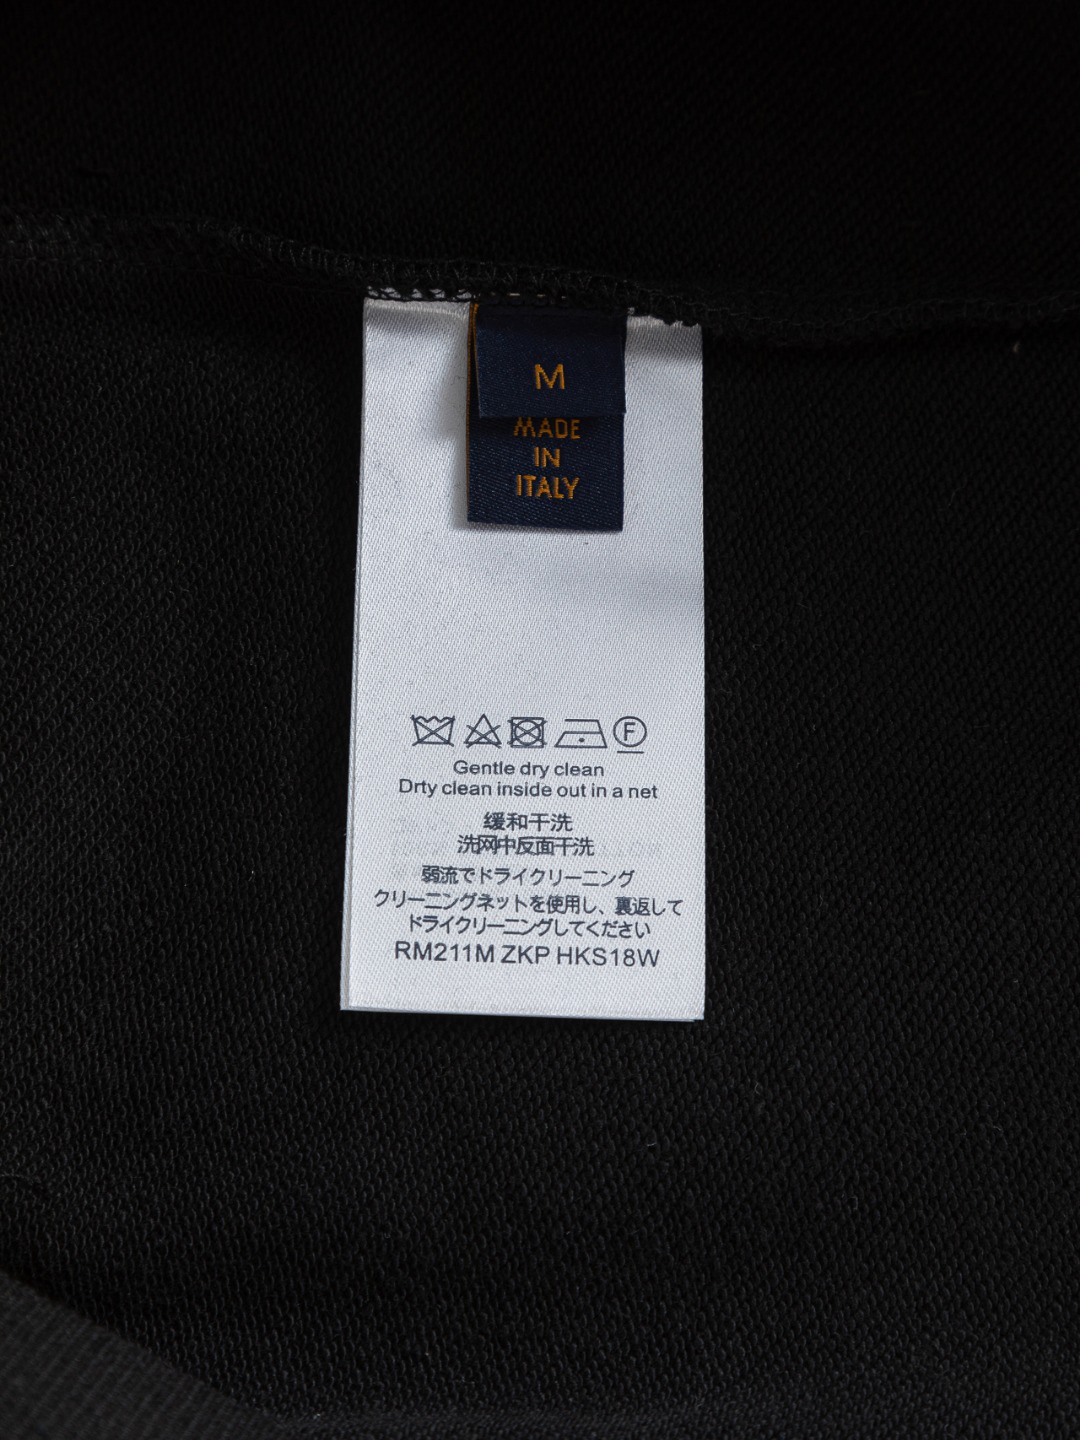 M
MADE
IN
ITALY
F
Gentle dry clean
Drty clean inside out in a net
缓和干洗
洗网中反面干洗
弱流でドライクリーニング
クリーニングネットを使用し、裏返して
ドライクリーニングしてください
RM211M ZKP HKS18W